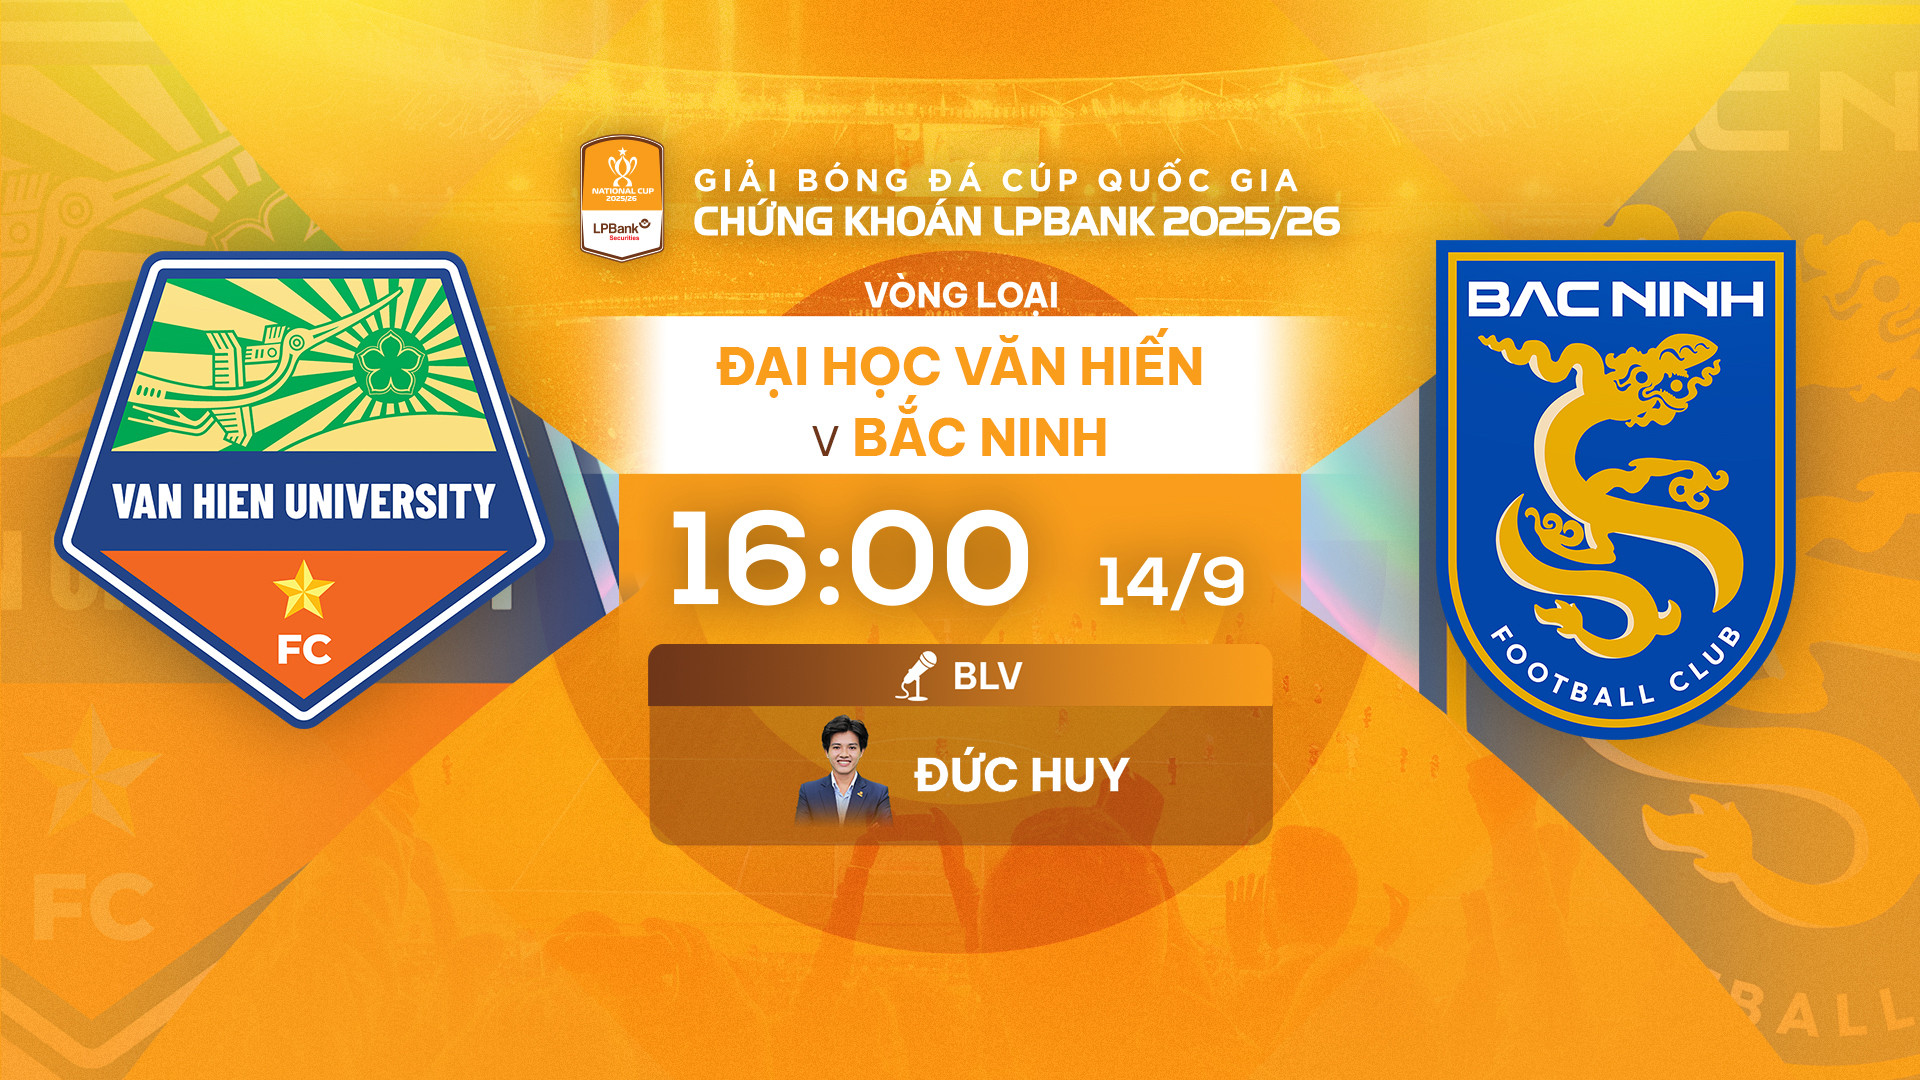 NATIONAL CUP
2025/26
LPBank
Securities
GIẢI BÓNG ĐÁ CÚP QUỐC GIA
CHỨNG KHOÁN LPBANK 2025/26
VÒNG LOẠI
ĐẠI HỌC VĂN HIẾN
V BẮC NINH
16:00 14/9
BLV
ĐỨC HUY
VAN HIEN UNIVERSITY
FC
BAC NINH
FOOTBALL CLUB
FC
BALL